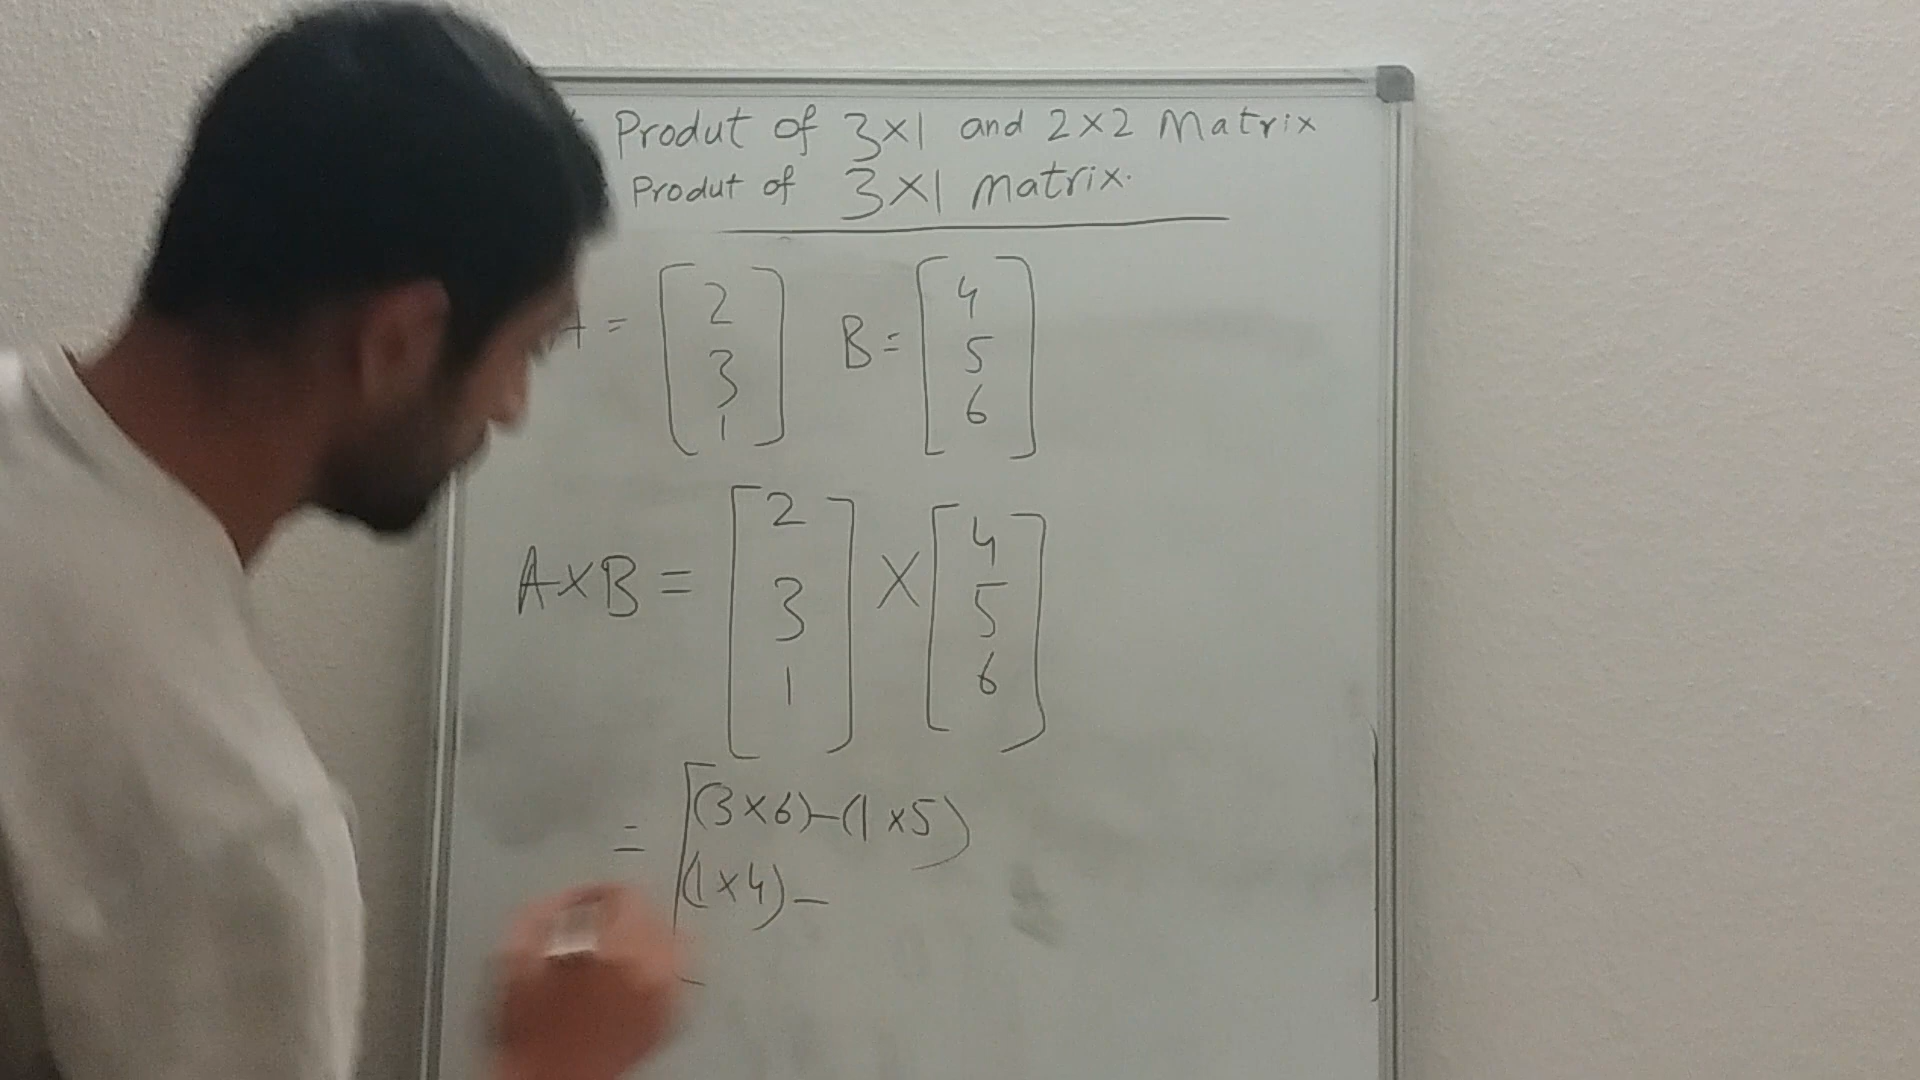 Produt of 3×1 and 2×2 Matrix
Produt of 3×1 matrix.
= [2 3 1] B = [4 5 6]
A×B = [2 3 1] × [4 5 6]
= [(3×6)-(1×5)
(1×4)-